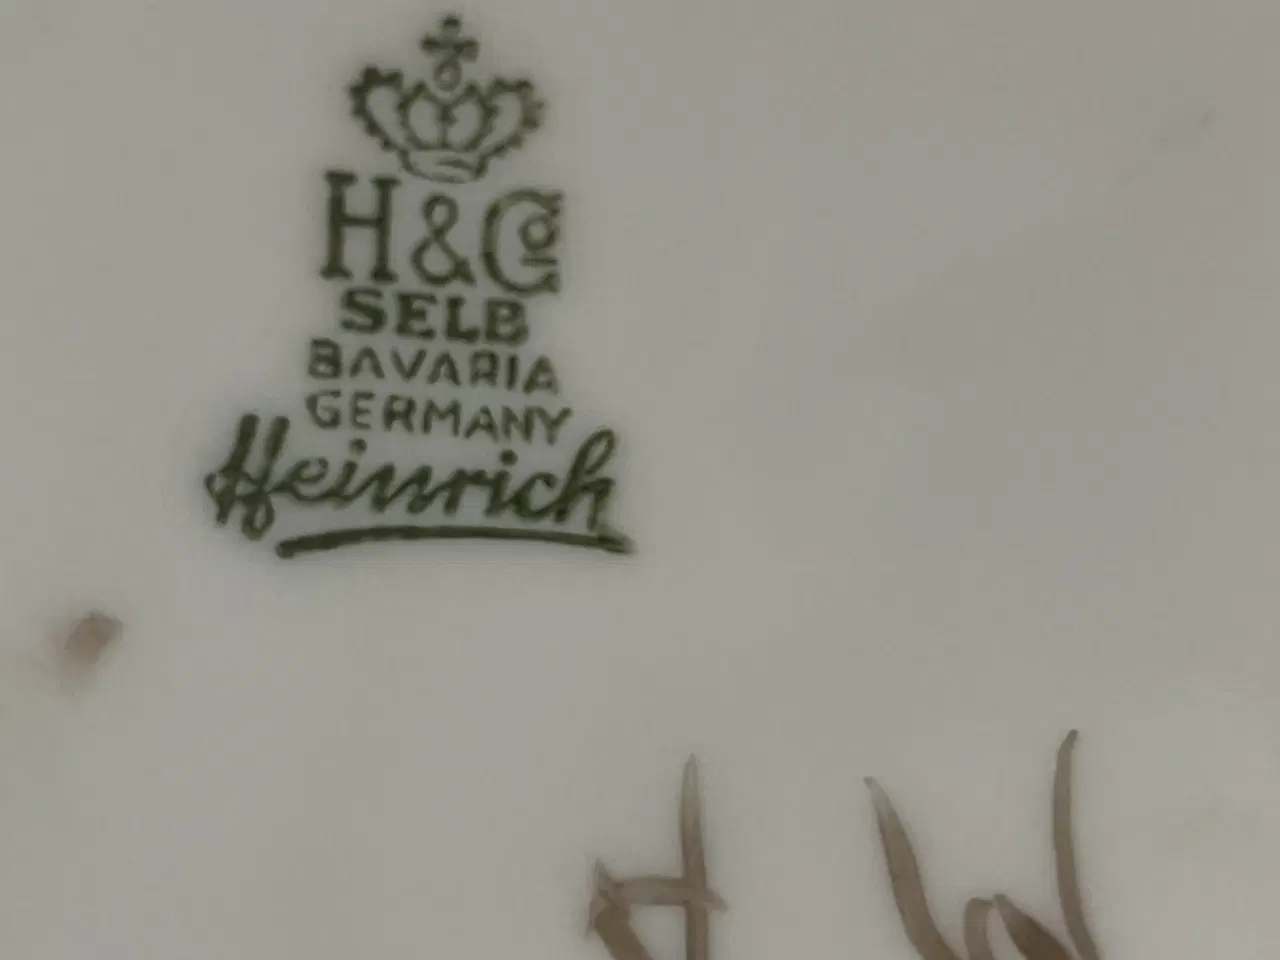 H&Co
SELB
BAVARIA
GERMANY
Heinrich